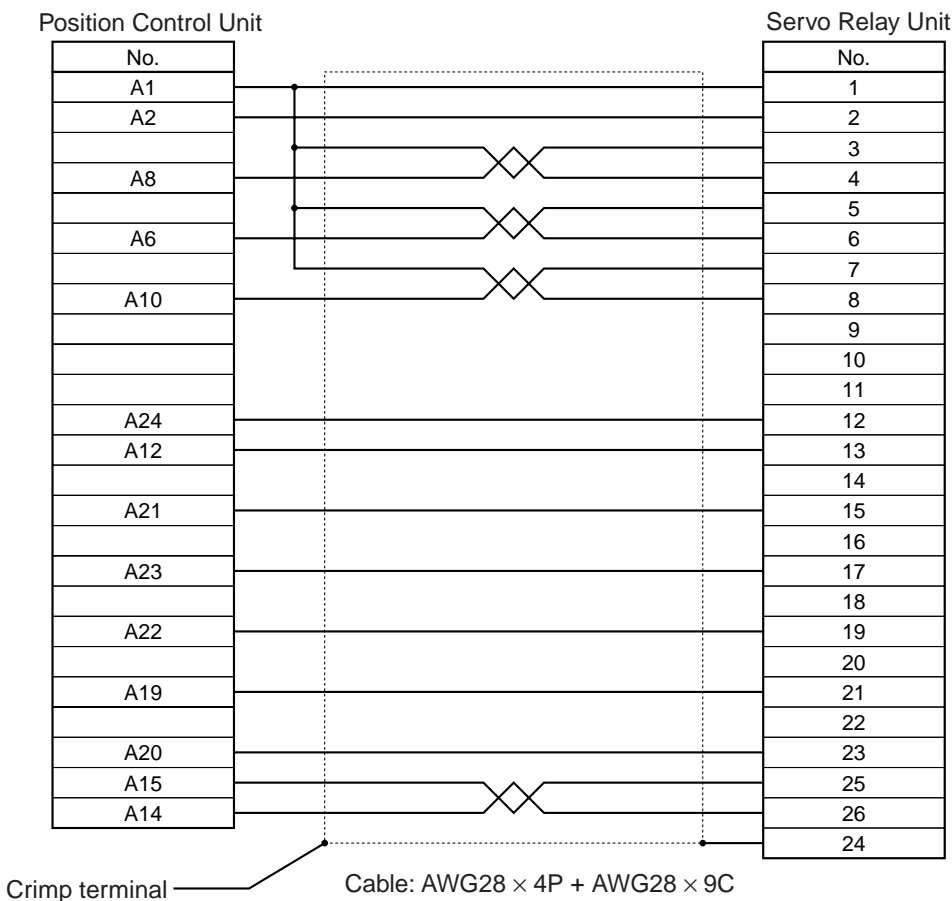 Position Control Unit
Servo Relay Unit
No.
No.
A1
1
A2
2
3
A8
4
5
A6
6
7
A10
8
9
10
11
A24
12
A12
13
14
A21
15
16
A23
17
18
A22
19
20
A19
21
22
A20
23
A15
25
A14
26
24
Crimp terminal
Cable: AWG28 × 4P + AWG28 × 9C